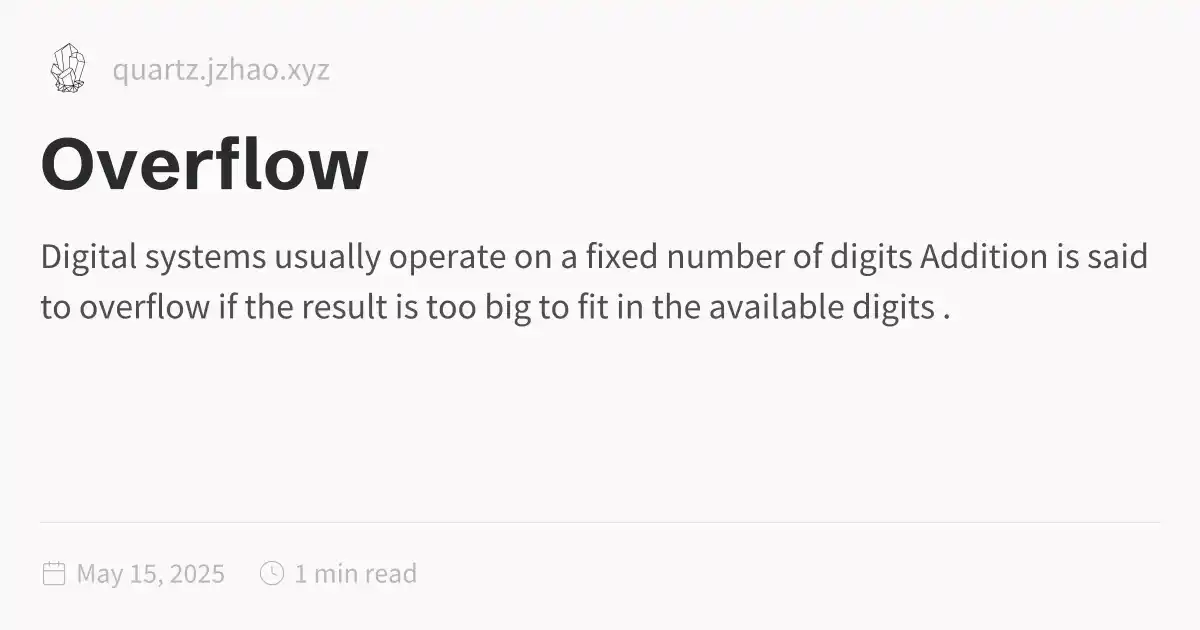 quartz.jzhao.xyz
Overflow
Digital systems usually operate on a fixed number of digits Addition is said
to overflow if the result is too big to fit in the available digits .
May 15, 2025 1 min read